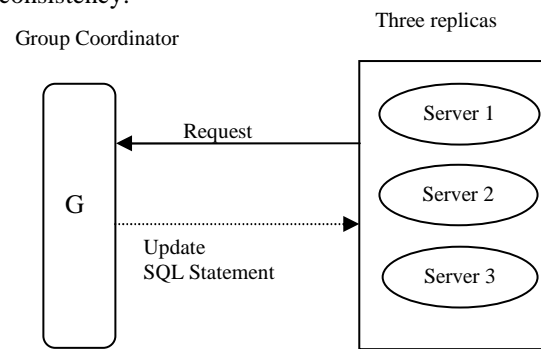 consistency.
Three replicas
Group Coordinator
Server 1
Request
Server 2
G
Update
SQL Statement
Server 3